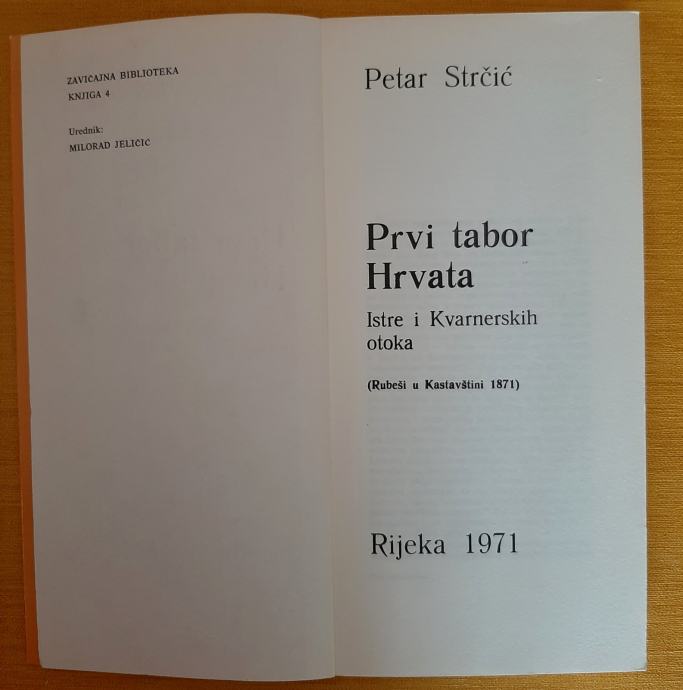 ZAVIČAJNA BIBLIOTEKA
KNJIGA 4
Urednik:
MILORAD JELIČIĆ
Petar Strčić
Prvi tabor
Hrvata
Istre i Kvarnerskih
otoka
(Rubeši u Kastavštini 1871)
Rijeka 1971